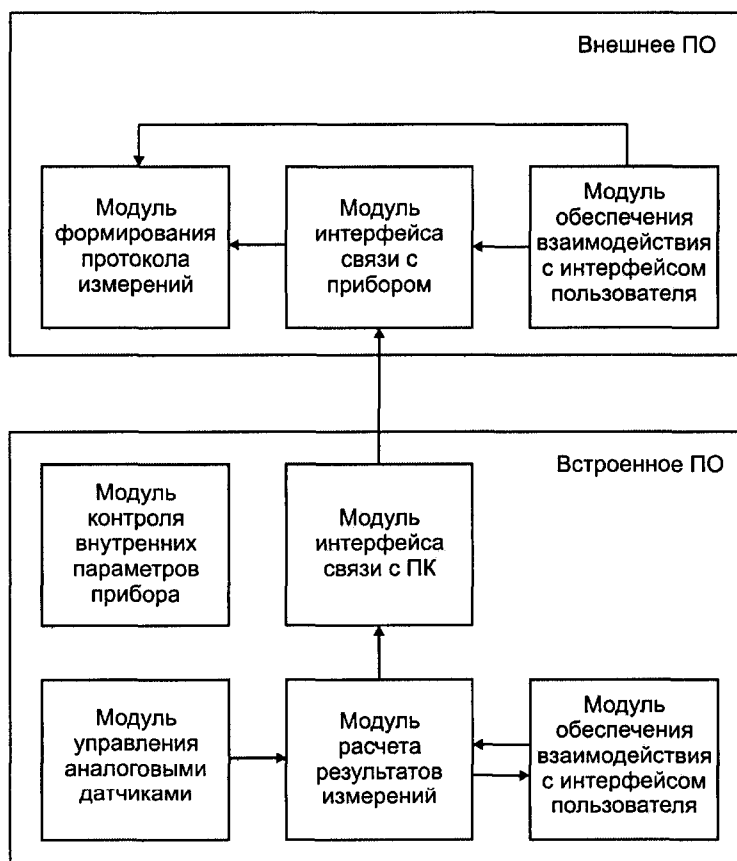 Внешнее ПО
Модуль
формирования
протокола
измерений
Модуль
интерфейса
связи с
прибором
Модуль
обеспечения
взаимодействия
с интерфейсом
пользователя
Встроенное ПО
Модуль
контроля
внутренних
параметров
прибора
Модуль
интерфейса
связи с ПК
Модуль
управления
аналоговыми
датчиками
Модуль
расчета
результатов
измерений
Модуль
обеспечения
взаимодействия
с интерфейсом
пользователя